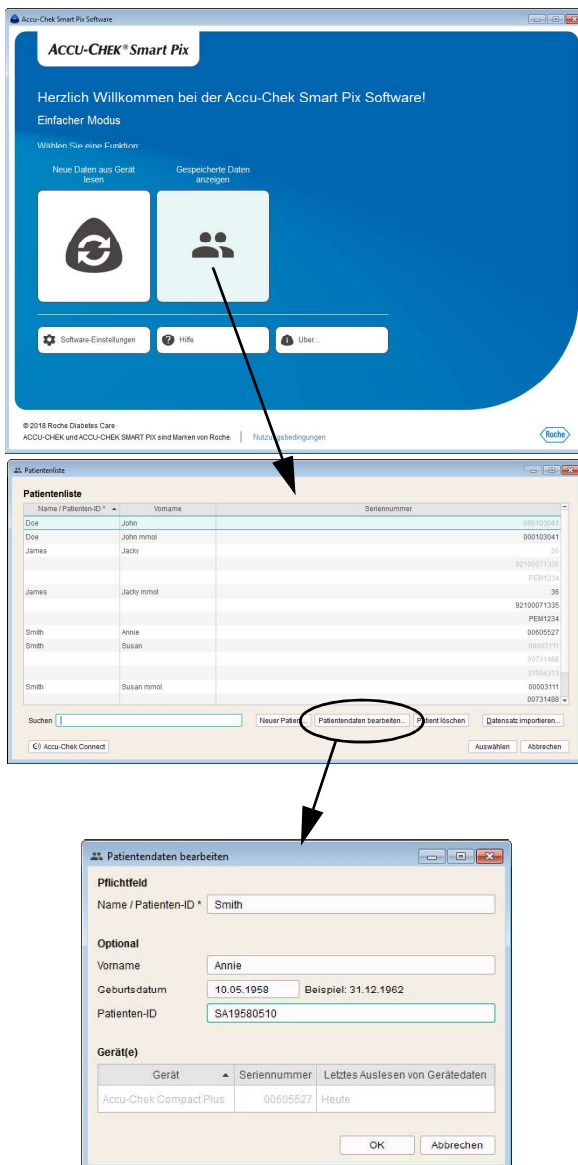 Accu-Chek Smart Pix Software
ACCU-CHEK® Smart Pix
Herzlich Willkommen bei der Accu-Chek Smart Pix Software!
Einfacher Modus
Wählen Sie eine Funktion:
Neue Daten aus Gerät
lesen
Gespeicherte Daten
anzeigen
Software-Einstellungen
Hilfe
Über...
© 2018 Roche Diabetes Care
ACCU-CHEK und ACCU-CHEK SMART PIX sind Marken von Roche. Nutzungsbedingungen
Roche
Patientenliste
Patientenliste
Name / Patienten-ID * Vorname Seriennummer
Doe John 000103041
Doe John mmol 000103041
James Jacky 36
92100071335
PEM1234
James Jacky mmol 36
92100071335
PEM1234
Smith Annie 00605527
Smith Susan 00003111
00731488
31004313
Smith Susan mmol 00003111
00731488
Suchen Neuer Patient... Patientendaten bearbeiten... Patient löschen Datensatz importieren...
Accu-Chek Connect Auswählen Abbrechen
Patientendaten bearbeiten
Pflichtfeld
Name / Patienten-ID * Smith
Optional
Vorname Annie
Geburtsdatum 10.05.1958 Beispiel: 31.12.1962
Patienten-ID SA19580510
Gerät(e)
Gerät Seriennummer Letztes Auslesen von Gerätedaten
Accu-Chek Compact Plus 00605527 Heute
OK Abbrechen